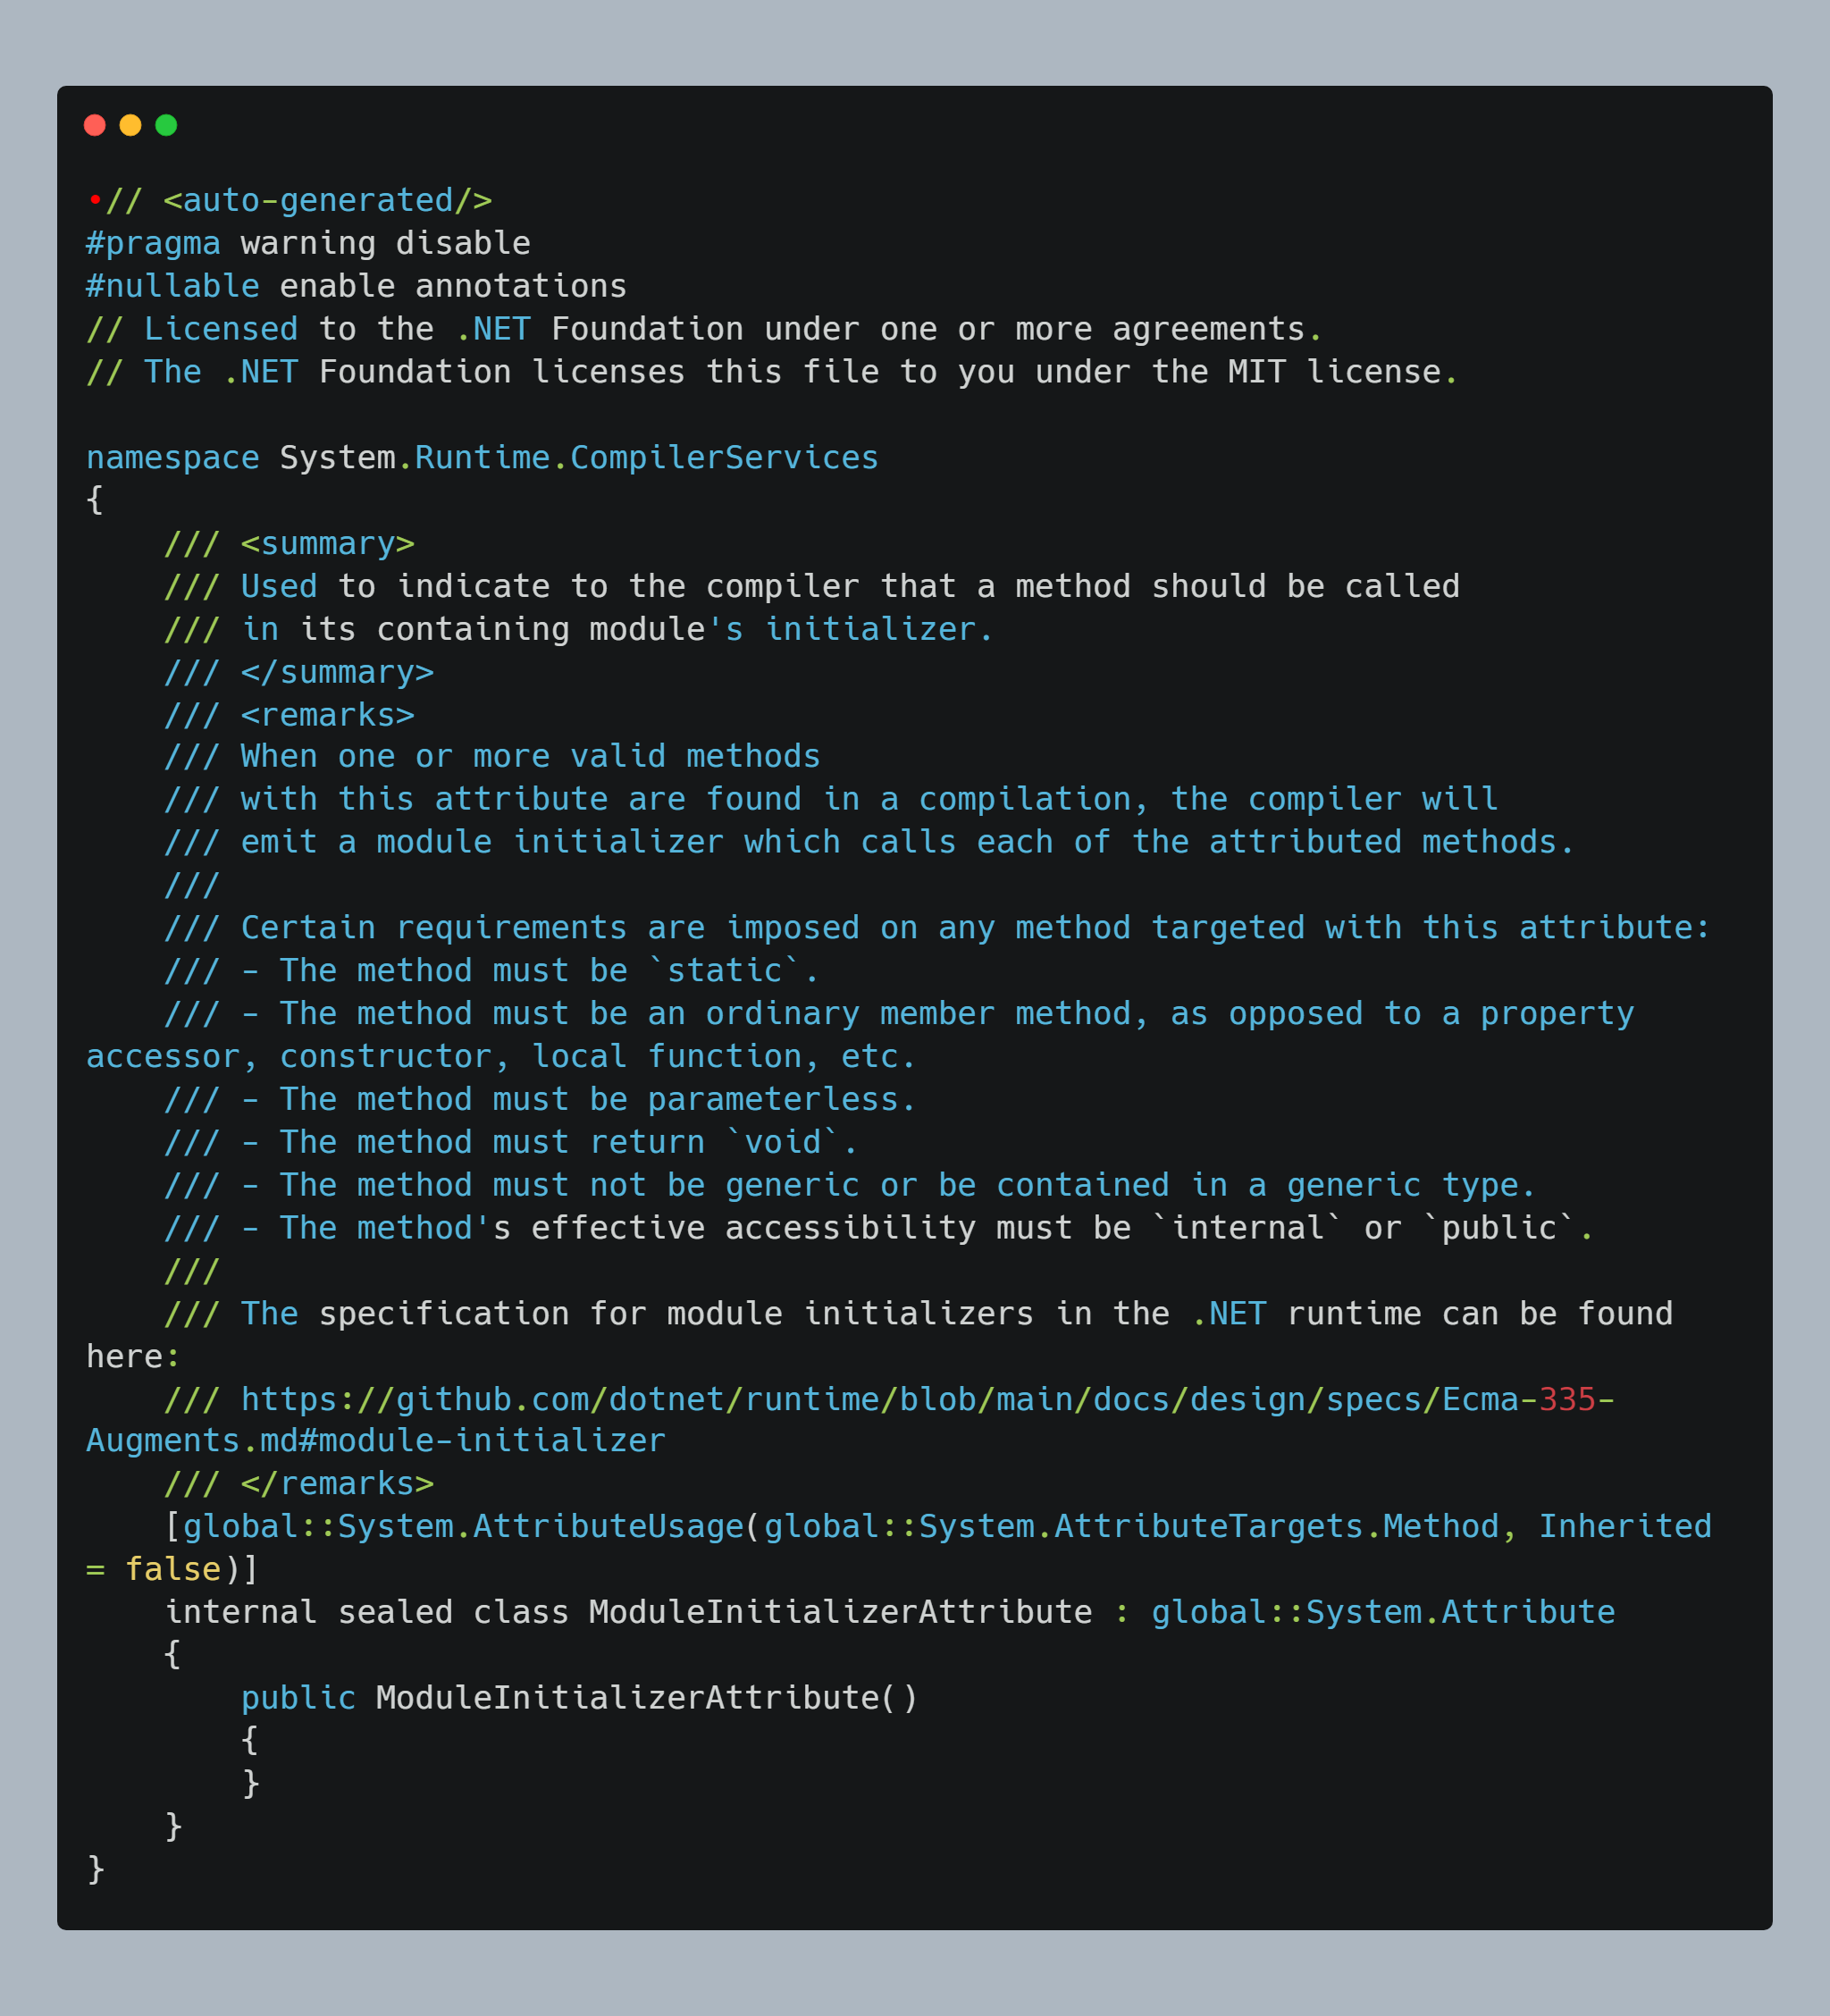 •// <auto-generated/>
#pragma warning disable
#nullable enable annotations
// Licensed to the .NET Foundation under one or more agreements.
// The .NET Foundation licenses this file to you under the MIT license.

namespace System.Runtime.CompilerServices
{
    /// <summary>
    /// Used to indicate to the compiler that a method should be called
    /// in its containing module's initializer.
    /// </summary>
    /// <remarks>
    /// When one or more valid methods
    /// with this attribute are found in a compilation, the compiler will
    /// emit a module initializer which calls each of the attributed methods.
    ///
    /// Certain requirements are imposed on any method targeted with this attribute:
    /// - The method must be `static`.
    /// - The method must be an ordinary member method, as opposed to a property
accessor, constructor, local function, etc.
    /// - The method must be parameterless.
    /// - The method must return `void`.
    /// - The method must not be generic or be contained in a generic type.
    /// - The method's effective accessibility must be `internal` or `public`.
    ///
    /// The specification for module initializers in the .NET runtime can be found
here:
    /// https://github.com/dotnet/runtime/blob/main/docs/design/specs/Ecma-335-
Augments.md#module-initializer
    /// </remarks>
    [global::System.AttributeUsage(global::System.AttributeTargets.Method, Inherited
= false)]
    internal sealed class ModuleInitializerAttribute : global::System.Attribute
    {
        public ModuleInitializerAttribute()
        {
        }
    }
}